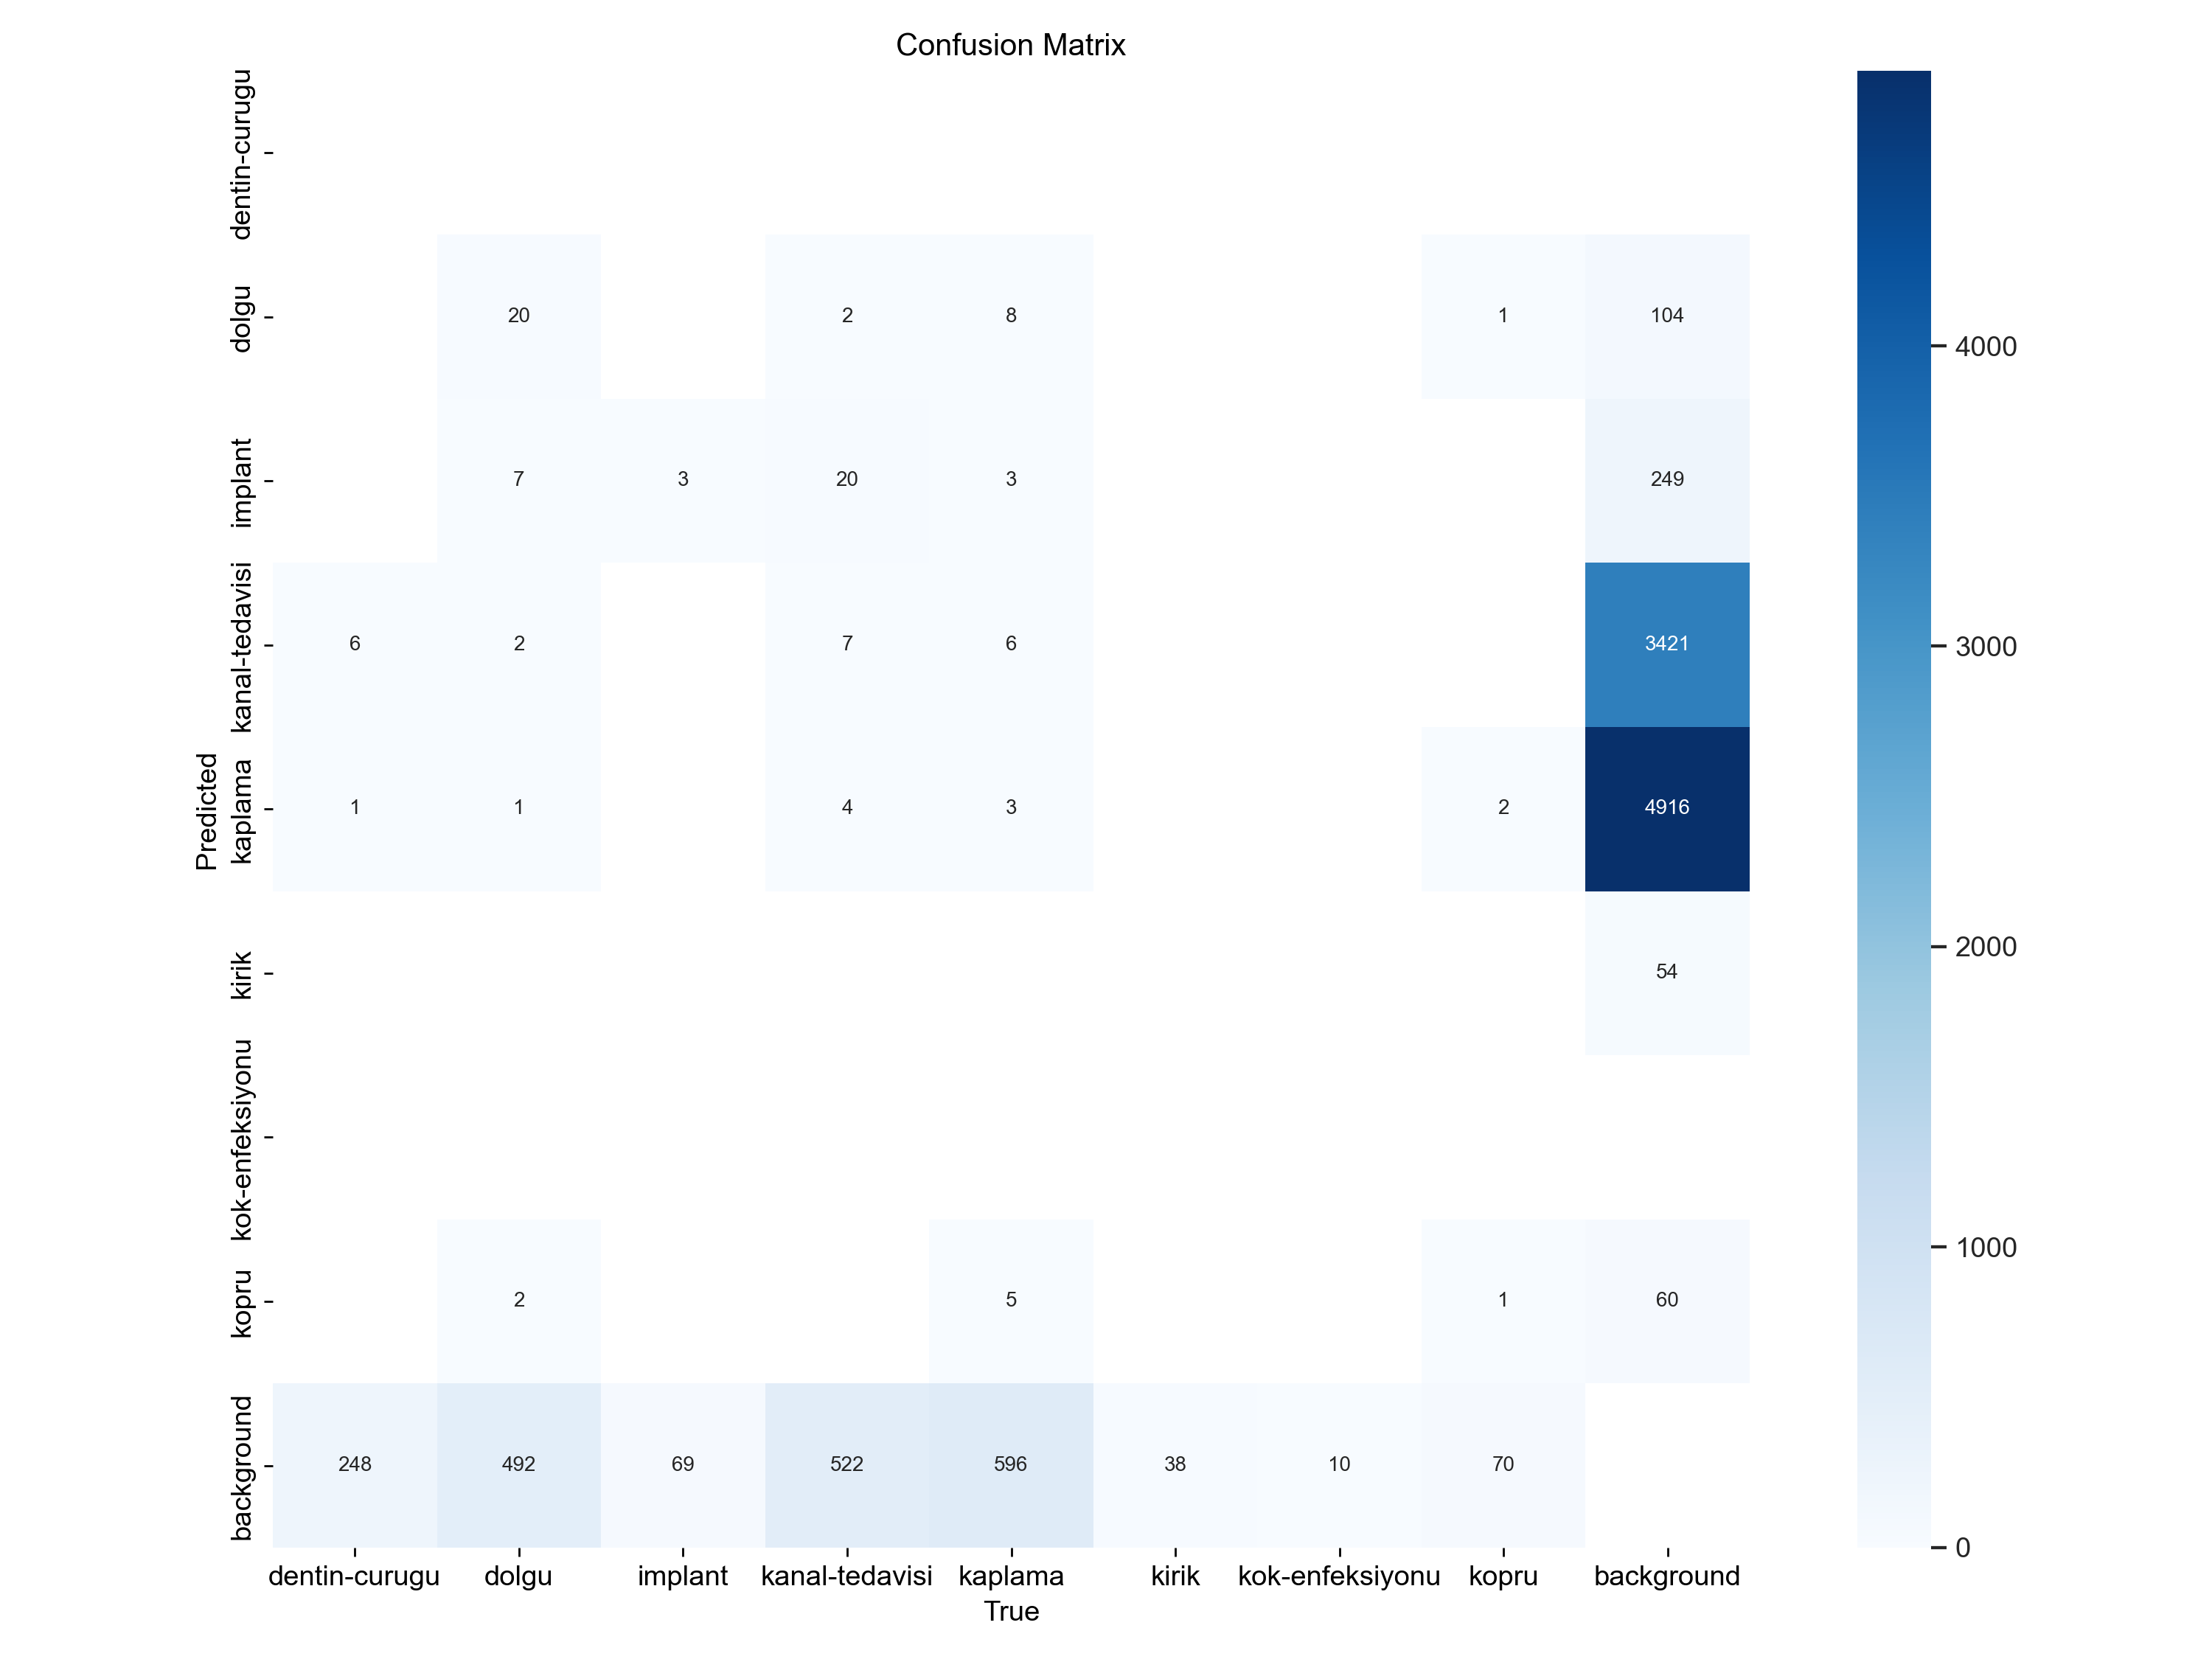 Confusion Matrix
Predicted
dentin-curugu
dolgu 20 2 8 1 104
implant 7 3 20 3 249
kanal-tedavisi 6 2 7 6 3421
kaplama 1 1 4 3 2 4916
kirik 54
kok-enfeksiyonu
kopru 2 5 1 60
background 248 492 69 522 596 38 10 70
dentin-curugu dolgu implant kanal-tedavisi kaplama kirik kok-enfeksiyonu kopru background
True
4000
3000
2000
1000
0